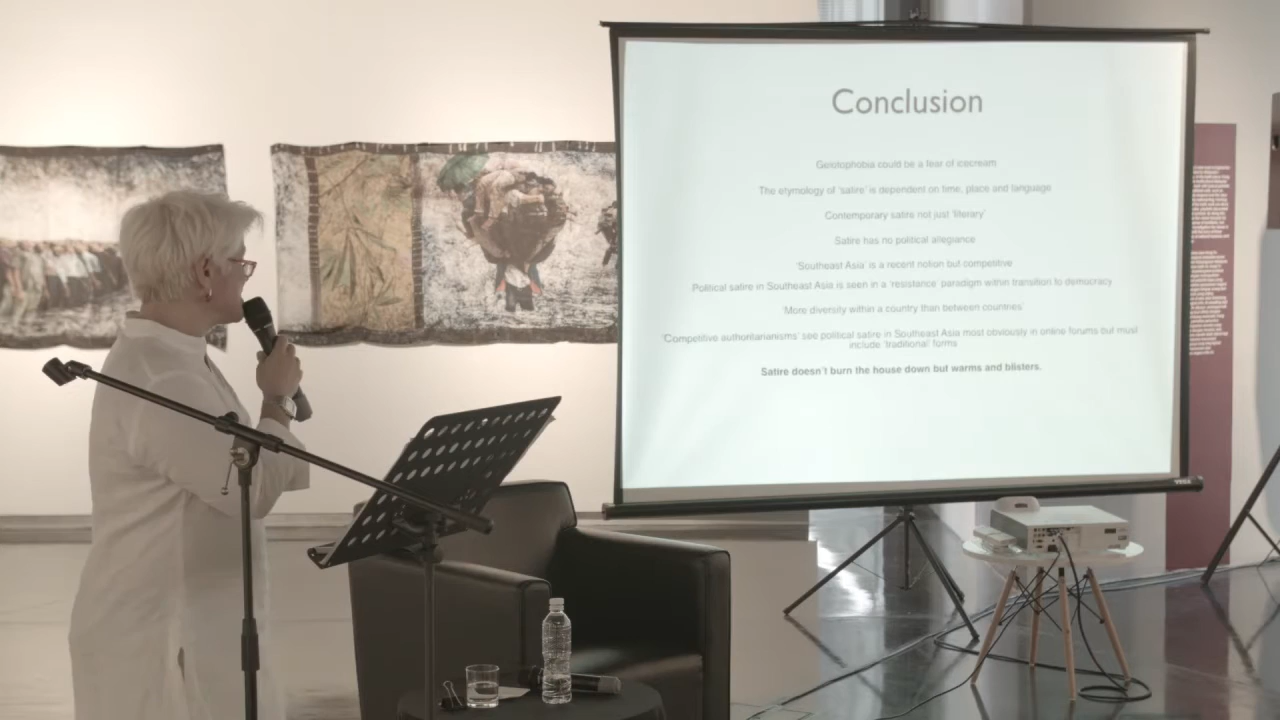 Conclusion
Gelotophobia could be a fear of icecream
The etymology of 'satire' is dependent on time, place and language
Contemporary satire not just 'literary'
Satire has no political allegiance
'Southeast Asia' is a recent notion but competitive
Political satire in Southeast Asia is seen in a 'resistance' paradigm within transition to democracy
'More diversity within a country than between countries'
'Competitive authoritarianisms' see political satire in Southeast Asia most obviously in online forums but must
include 'traditional' forms
Satire doesn't burn the house down but warms and blisters.
VEGA